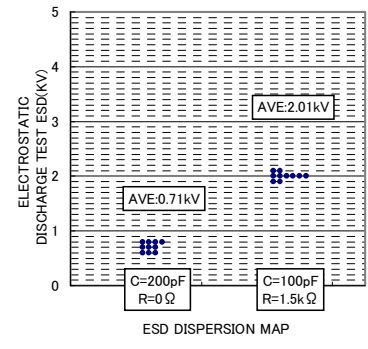 5
4
3
2
1
0
ELECTROSTATIC
DISCHARGE TEST ESD(KV)
AVE:2.01kV
AVE:0.71kV
C=200pF
R=0Ω
C=100pF
R=1.5kΩ
ESD DISPERSION MAP